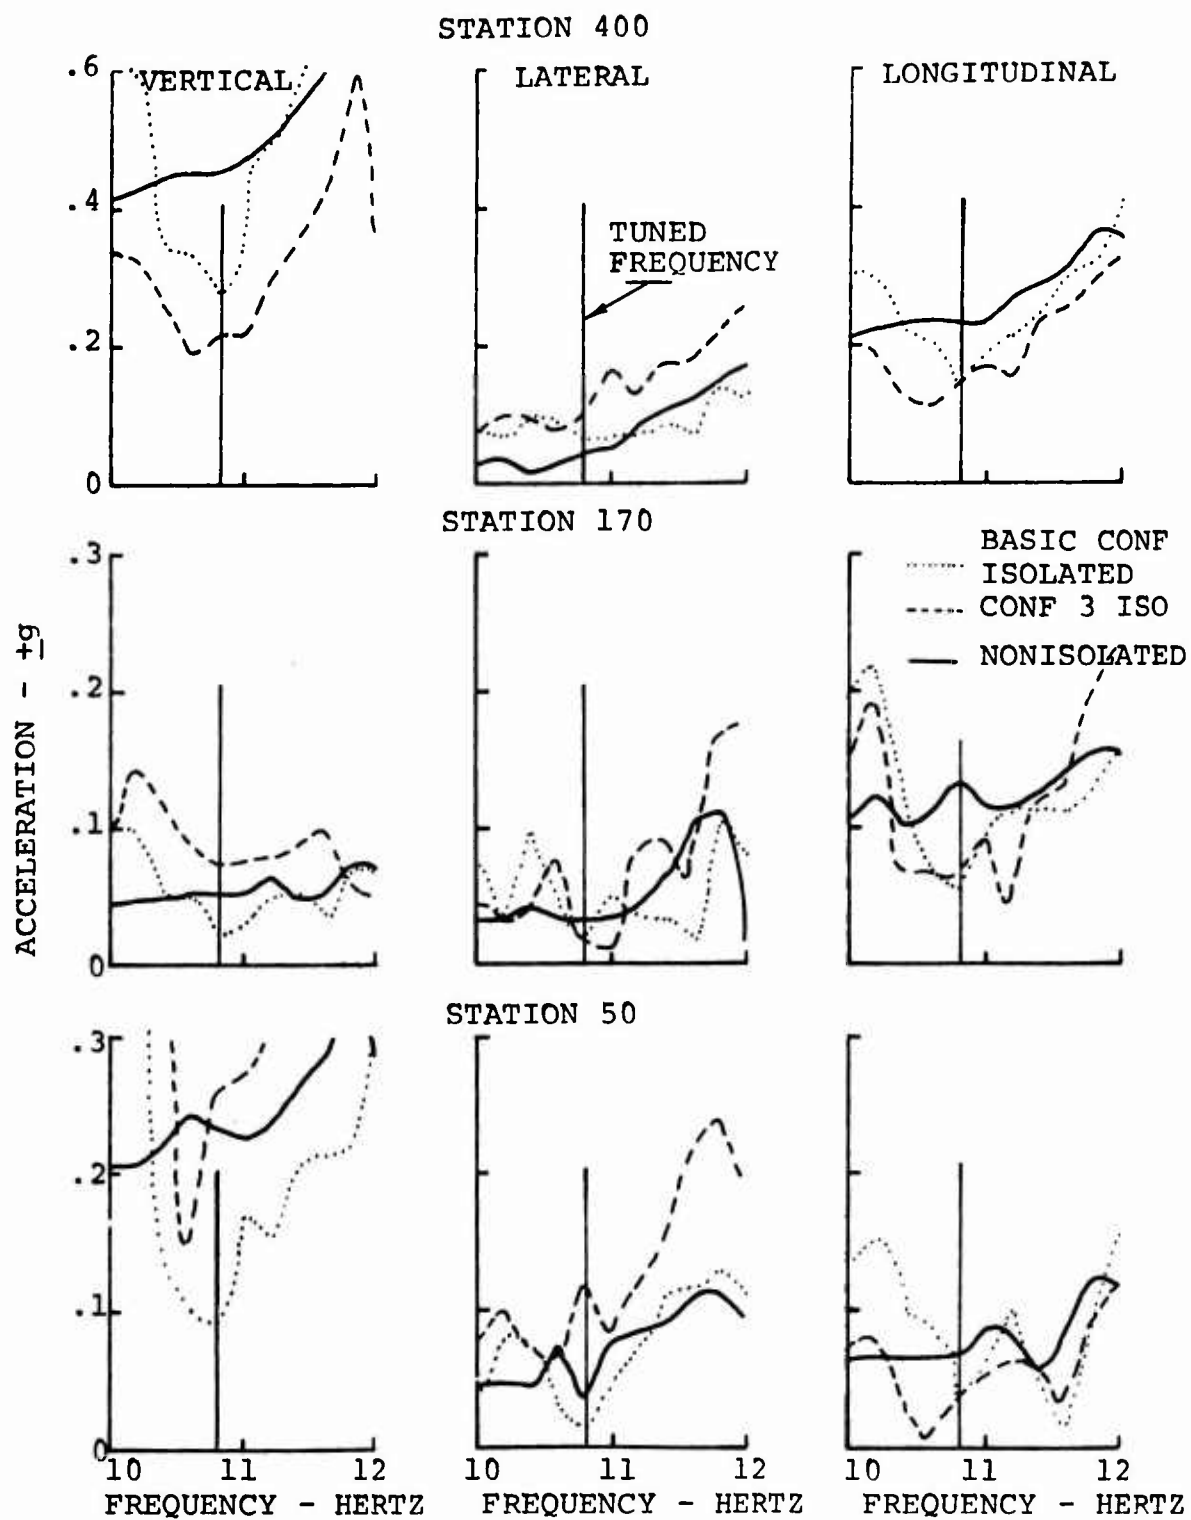 STATION 400
VERTICAL
LATERAL
LONGITUDINAL
.6
.4
.2
0
TUNED
FREQUENCY
STATION 170
.3
.2
.1
0
BASIC CONF
ISOLATED
CONF 3 ISO
NONISOLATED
ACCELERATION - ±g
STATION 50
.3
.2
.1
0
10 11 12 10 11 12 10 11 12
FREQUENCY - HERTZ FREQUENCY - HERTZ FREQUENCY - HERTZ